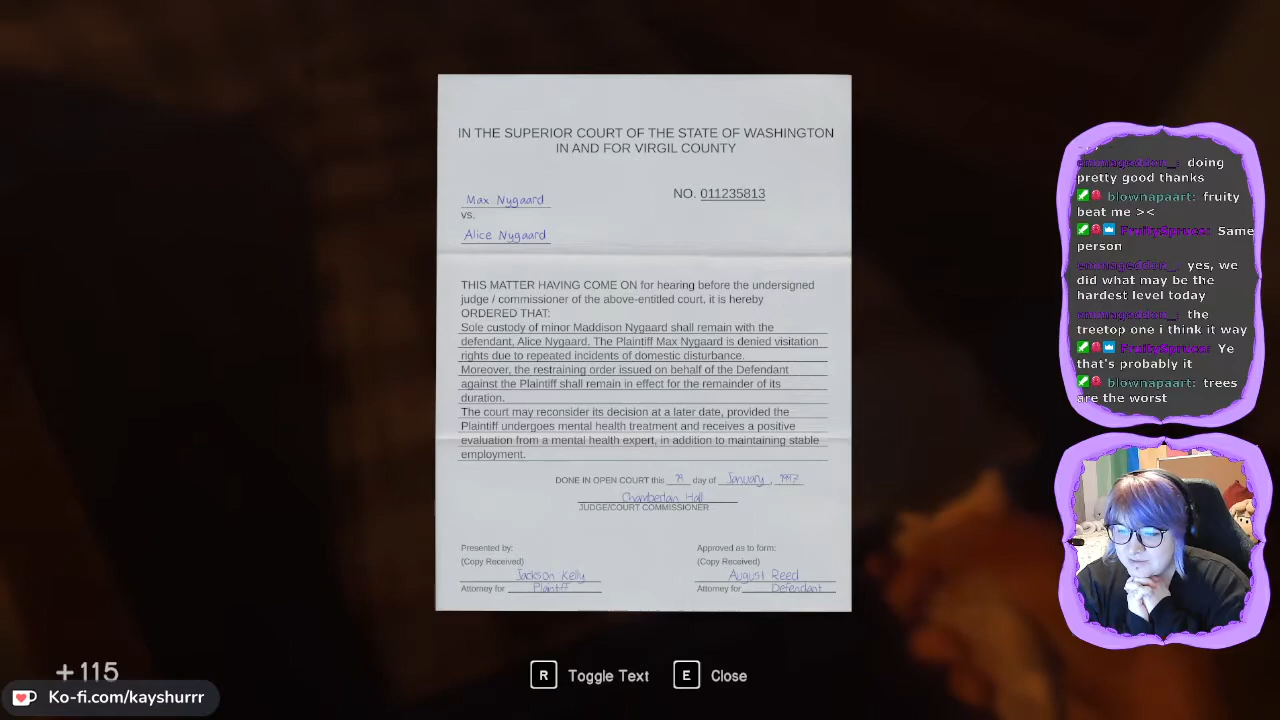 IN THE SUPERIOR COURT OF THE STATE OF WASHINGTON
IN AND FOR VIRGIL COUNTY
NO. 011235813
Max Nygaard
vs.
Alice Nygaard
THIS MATTER HAVING COME ON for hearing before the undersigned
judge / commissioner of the above-entitled court, it is hereby
ORDERED THAT:
Sole custody of minor Maddison Nygaard shall remain with the
defendant, Alice Nygaard. The Plaintiff Max Nygaard is denied visitation
rights due to repeated incidents of domestic disturbance.
Moreover, the restraining order issued on behalf of the Defendant
against the Plaintiff shall remain in effect for the remainder of its
duration.
The court may reconsider its decision at a later date, provided the
Plaintiff undergoes mental health treatment and receives a positive
evaluation from a mental health expert, in addition to maintaining stable
employment.
DONE IN OPEN COURT this 19 day of January, 1997
Chamberlan Hall
JUDGE/COURT COMMISSIONER
Presented by:
(Copy Received)
Jackson Kelly
Attorney for Plaintiff
Approved as to form:
(Copy Received)
August Reed
Attorney for Defendant
+115
R Toggle Text E Close
Ko-fi.com/kayshurrr
emmageddon_: doing
pretty good thanks
blownapaart: fruity
beat me ><
FruitySpruce: Same
person
emmageddon_: yes, we
did what may be the
hardest level today
emmageddon_: the
treetop one i think it way
FruitySpruce: Ye
that's probably it
blownapaart: trees
are the worst